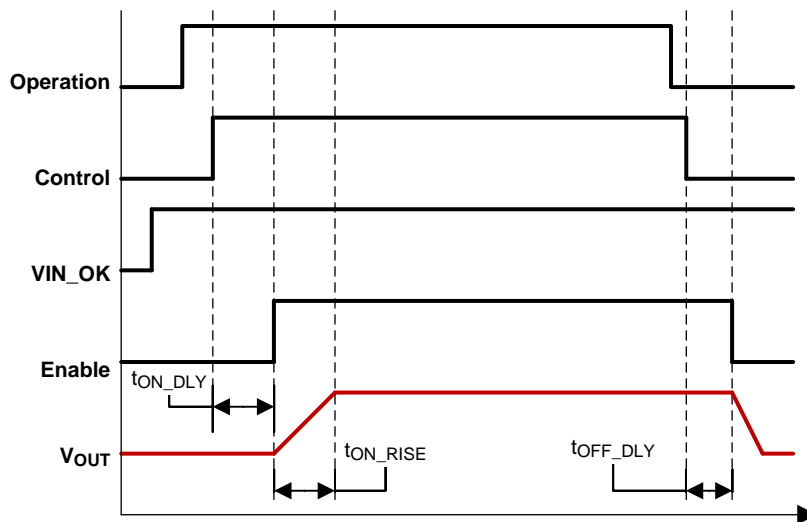 Operation
Control
VIN_OK
Enable
tON_DLY
VOUT
tON_RISE
tOFF_DLY